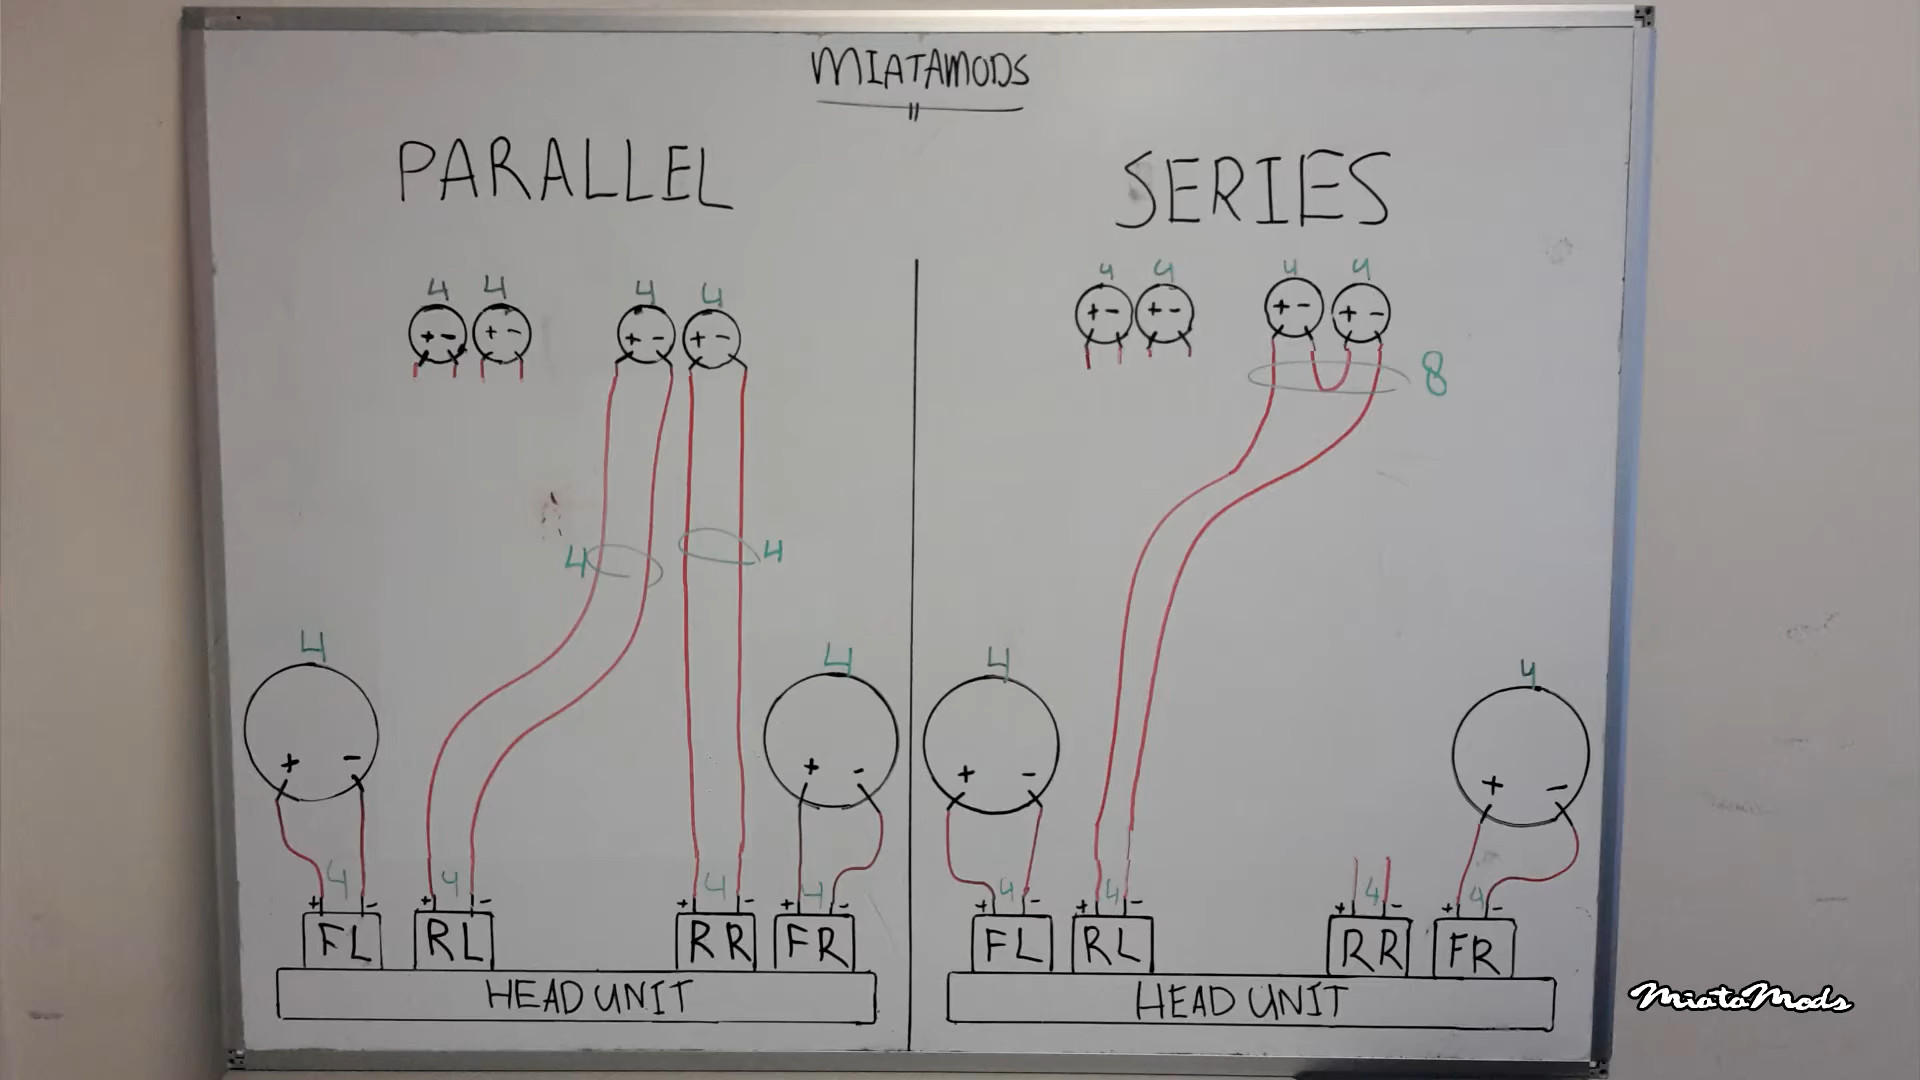 MIATAMODS
PARALLEL
4 4 4 4
+ - + - + - + -
4 4
4 4
+ - + -
4 4 4 4
+ - + - + - + -
FL RL RR FR
HEAD UNIT
SERIES
4 4 4 4
+ - + - + - + -
8
4 4
+ - + -
4 4 4 4
+ - + - + - + -
FL RL RR FR
HEAD UNIT
MiataMods